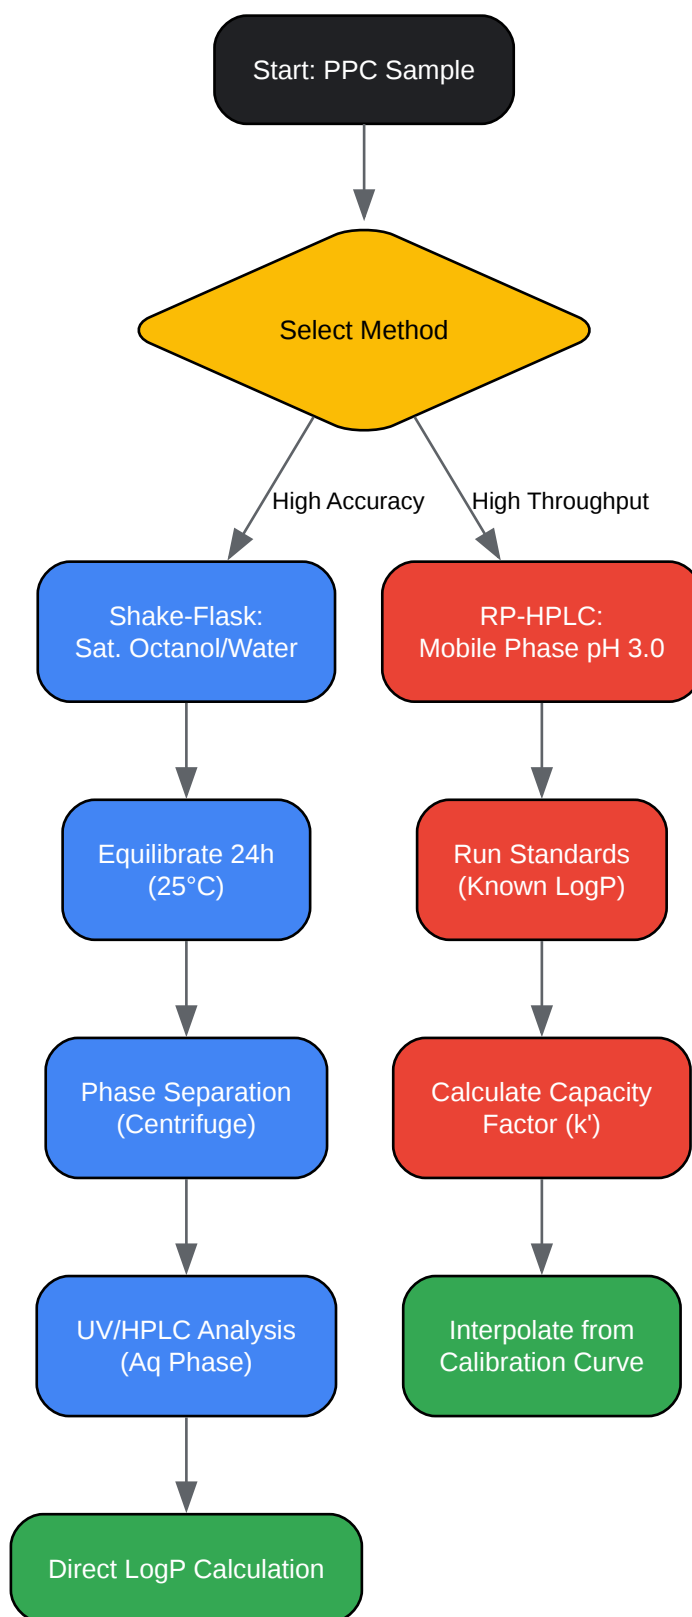 Start: PPC Sample
Select Method
High Accuracy
High Throughput
Shake-Flask:
Sat. Octanol/Water
RP-HPLC:
Mobile Phase pH 3.0
Equilibrate 24h
(25°C)
Run Standards
(Known LogP)
Phase Separation
(Centrifuge)
Calculate Capacity
Factor (k')
UV/HPLC Analysis
(Aq Phase)
Interpolate from
Calibration Curve
Direct LogP Calculation